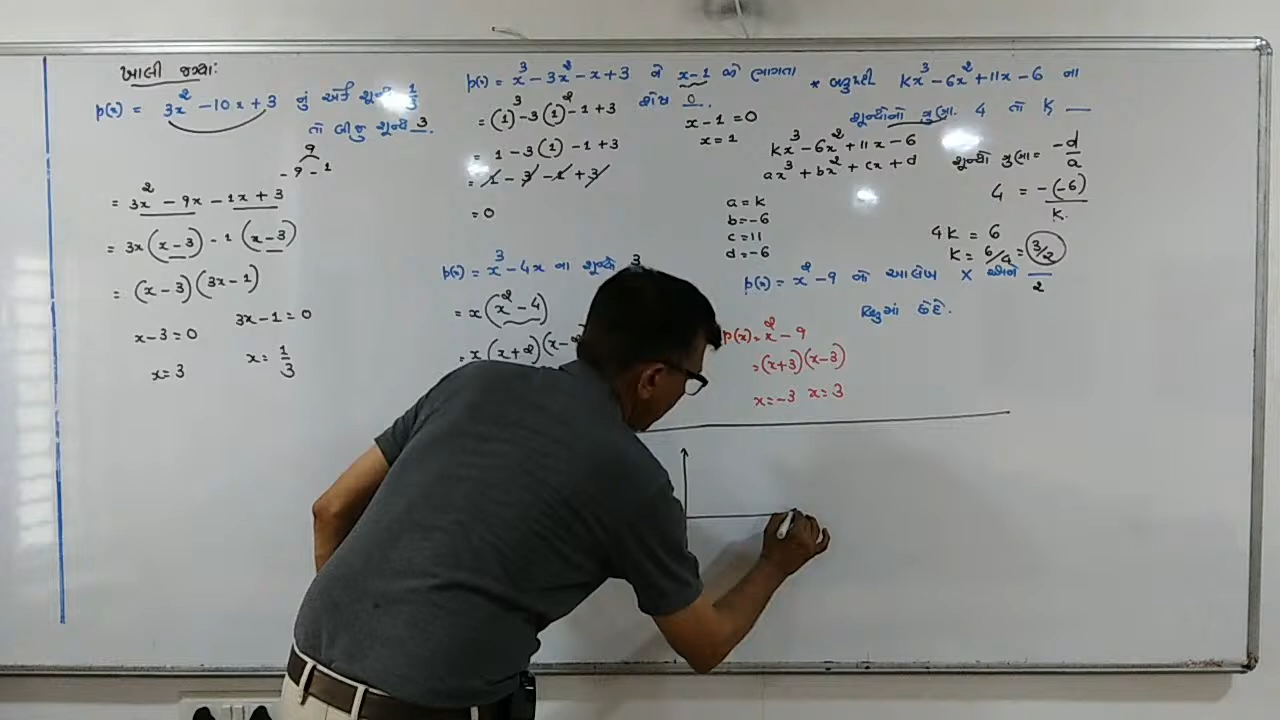 ખાલી જગ્યા:
p(x) = 3x² - 10x + 3 નું એક શૂન્ય 1/3
તો બીજુ શૂન્ય 3.
9
- 9 - 1
= 3x² - 9x - 1x + 3
= 3x(x-3) - 1(x-3)
= (x-3)(3x-1)
x-3=0 3x-1=0
x=3 x=1/3
p(x) = x³ - 3x² - x + 3 ને x-1 વડે ભાગતા
શેષ 0.
= (1)³ - 3(1)² - 1 + 3
x-1=0
x=1
= 1 - 3(1) - 1 + 3
= 1 - 3 - 1 + 3
= 0
p(x) = x³ - 4x ના શૂન્યો 3
= x(x² - 4)
= x(x+2)(x-2
* બહુપદી kx³ - 6x² + 11x - 6 ના
શૂન્યોનો ગુણા. 4 તો k
kx³ - 6x² + 11x - 6
ax³ + bx² + cx + d
a = k
b = -6
c = 11
d = -6
શૂન્યો ગુણા = -d/a
4 = -(-6)/k.
4k = 6
k = 6/4 = 3/2
p(x) = x² - 9 નો આલેખ X અક્ષને 2
બિંદુમાં છેદે.
p(x) = x² - 9
= (x+3)(x-3)
x=-3 x=3